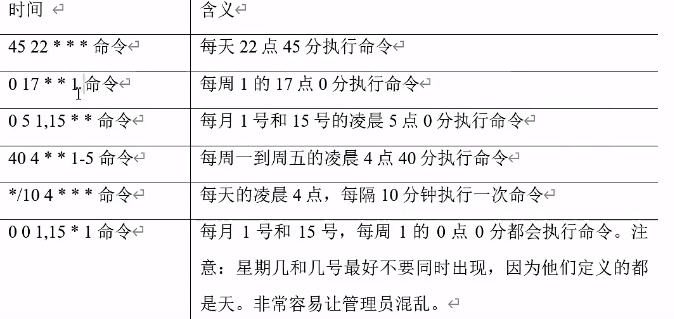 时间 含义
45 22 * * * 命令 每天 22 点 45 分执行命令
0 17 * * 1 命令 每周 1 的 17 点 0 分执行命令
0 5 1,15 * * 命令 每月 1 号和 15 号的凌晨 5 点 0 分执行命令
40 4 * * 1-5 命令 每周一到周五的凌晨 4 点 40 分执行命令
*/10 4 * * * 命令 每天的凌晨 4 点，每隔 10 分钟执行一次命令
0 0 1,15 * 1 命令 每月 1 号和 15 号，每周 1 的 0 点 0 分都会执行命令。注
意：星期几和几号最好不要同时出现，因为他们定义的都
是天。非常容易让管理员混乱。